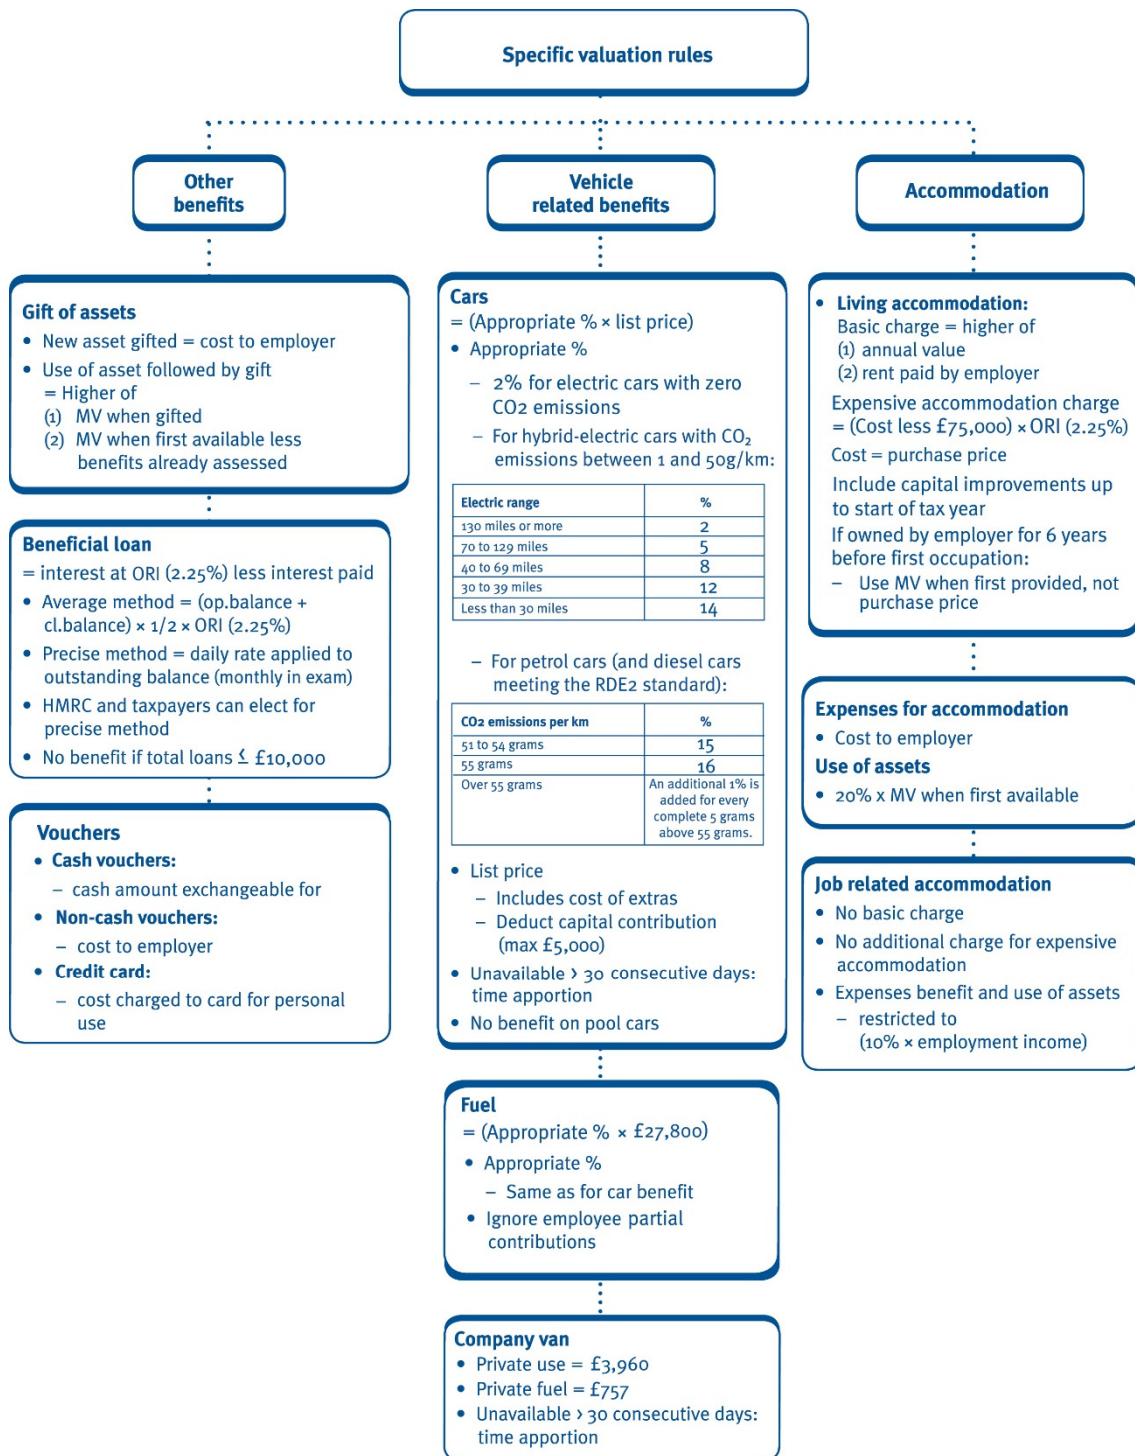 Specific valuation rules
Other
benefits
Gift of assets
• New asset gifted = cost to employer
• Use of asset followed by gift
= Higher of
(1) MV when gifted
(2) MV when first available less
benefits already assessed
Beneficial loan
= interest at ORI (2.25%) less interest paid
• Average method = (op.balance +
cl.balance) × 1/2 × ORI (2.25%)
• Precise method = daily rate applied to
outstanding balance (monthly in exam)
• HMRC and taxpayers can elect for
precise method
• No benefit if total loans ≤ £10,000
Vouchers
• Cash vouchers:
– cash amount exchangeable for
• Non-cash vouchers:
– cost to employer
• Credit card:
– cost charged to card for personal
use
Vehicle
related benefits
Cars
= (Appropriate % × list price)
• Appropriate %
– 2% for electric cars with zero
CO2 emissions
– For hybrid-electric cars with CO₂
emissions between 1 and 50g/km:
Electric range %
130 miles or more 2
70 to 129 miles 5
40 to 69 miles 8
30 to 39 miles 12
Less than 30 miles 14
– For petrol cars (and diesel cars
meeting the RDE2 standard):
CO2 emissions per km %
51 to 54 grams 15
55 grams 16
Over 55 grams An additional 1% is
added for every
complete 5 grams
above 55 grams.
• List price
– Includes cost of extras
– Deduct capital contribution
(max £5,000)
• Unavailable > 30 consecutive days:
time apportion
• No benefit on pool cars
Fuel
= (Appropriate % × £27,800)
• Appropriate %
– Same as for car benefit
• Ignore employee partial
contributions
Company van
• Private use = £3,960
• Private fuel = £757
• Unavailable > 30 consecutive days:
time apportion
Accommodation
• Living accommodation:
Basic charge = higher of
(1) annual value
(2) rent paid by employer
Expensive accommodation charge
= (Cost less £75,000) × ORI (2.25%)
Cost = purchase price
Include capital improvements up
to start of tax year
If owned by employer for 6 years
before first occupation:
– Use MV when first provided, not
purchase price
Expenses for accommodation
• Cost to employer
Use of assets
• 20% x MV when first available
Job related accommodation
• No basic charge
• No additional charge for expensive
accommodation
• Expenses benefit and use of assets
– restricted to
(10% × employment income)